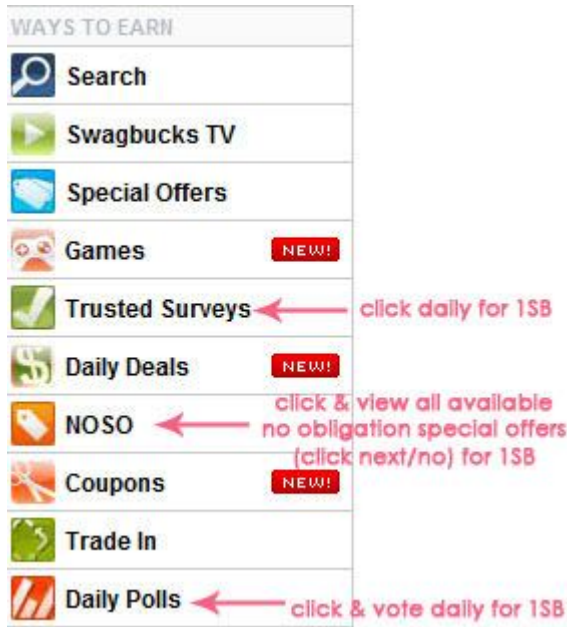 WAYS TO EARN
Search
Swagbucks TV
Special Offers
Games NEW!
Trusted Surveys click daily for 1SB
Daily Deals NEW!
click & view all available
NOSO no obligation special offers
(click next/no) for 1SB
Coupons NEW!
Trade In
Daily Polls click & vote daily for 1SB